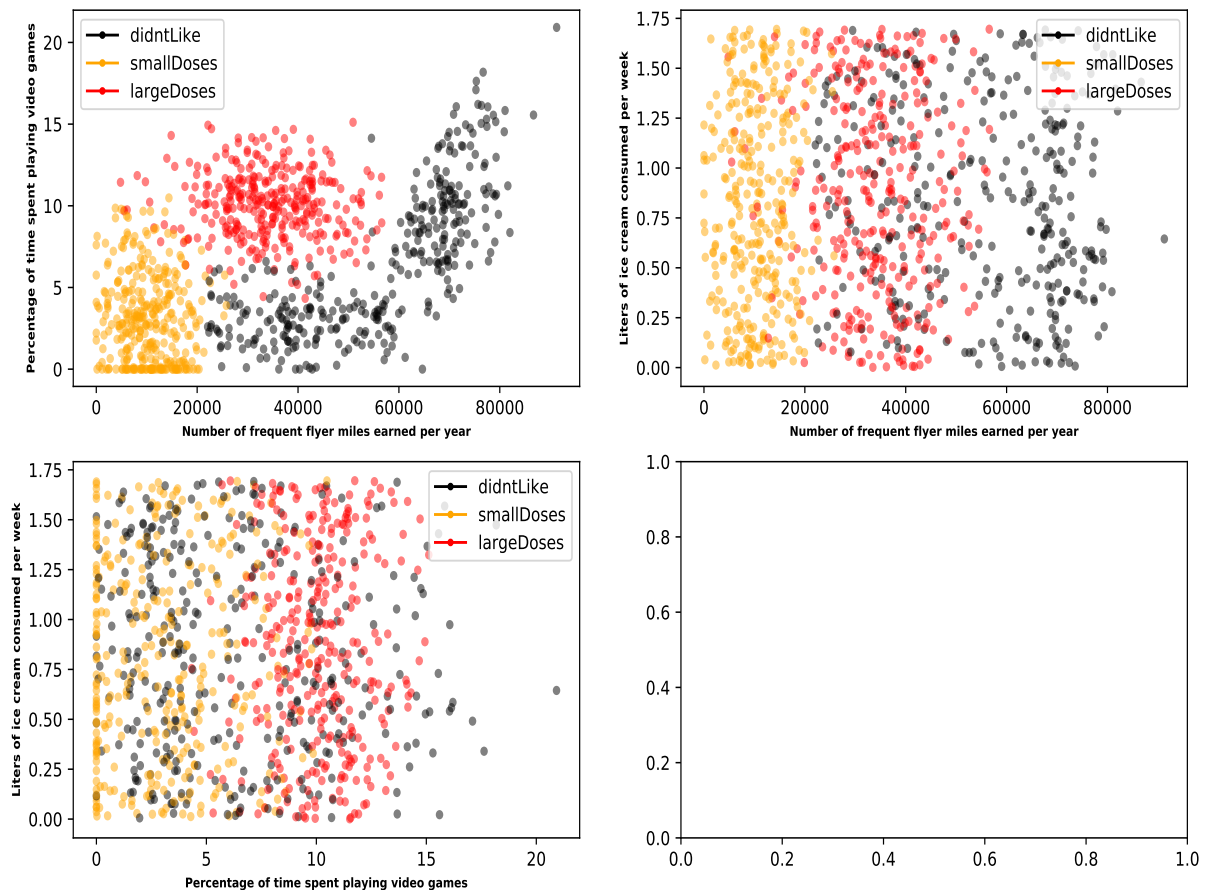 Percentage of time spent playing video games
20
15
10
5
0
didntLike
smallDoses
largeDoses
0 20000 40000 60000 80000
Number of frequent flyer miles earned per year
Liters of ice cream consumed per week
1.75
1.50
1.25
1.00
0.75
0.50
0.25
0.00
didntLike
smallDoses
largeDoses
0 20000 40000 60000 80000
Number of frequent flyer miles earned per year
Liters of ice cream consumed per week
1.75
1.50
1.25
1.00
0.75
0.50
0.25
0.00
didntLike
smallDoses
largeDoses
0 5 10 15 20
Percentage of time spent playing video games
1.0
0.8
0.6
0.4
0.2
0.0
0.0 0.2 0.4 0.6 0.8 1.0